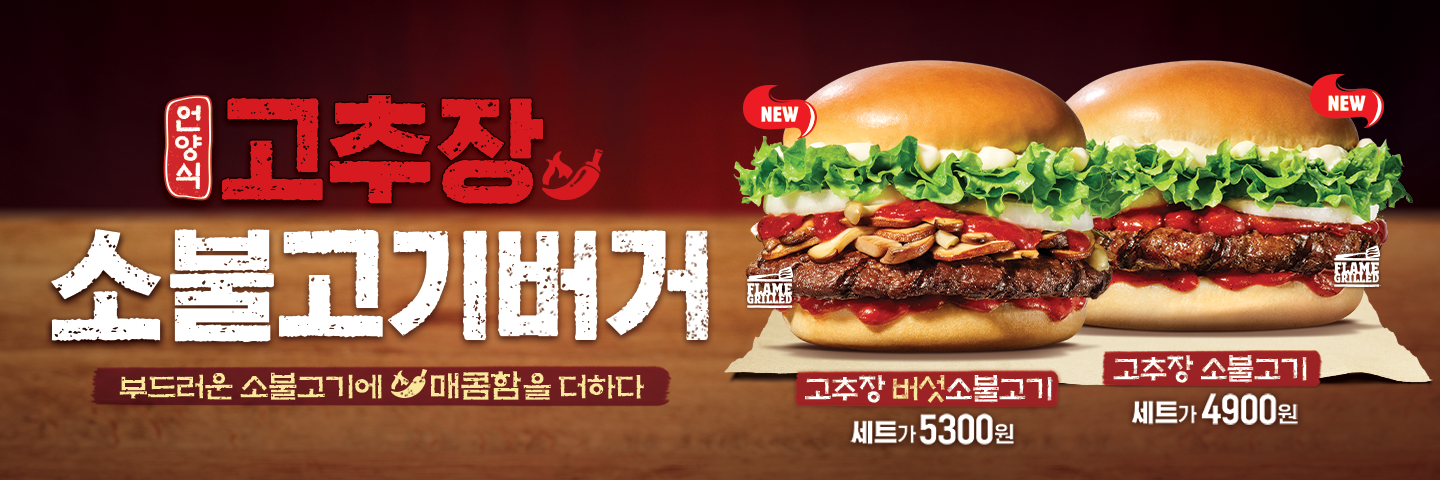 언양식
고추장
소불고기버거
부드러운 소불고기에 매콤함을 더하다
NEW
NEW
FLAME
GRILLED
FLAME
GRILLED
고추장 버섯소불고기
세트가 5300원
고추장 소불고기
세트가 4900원